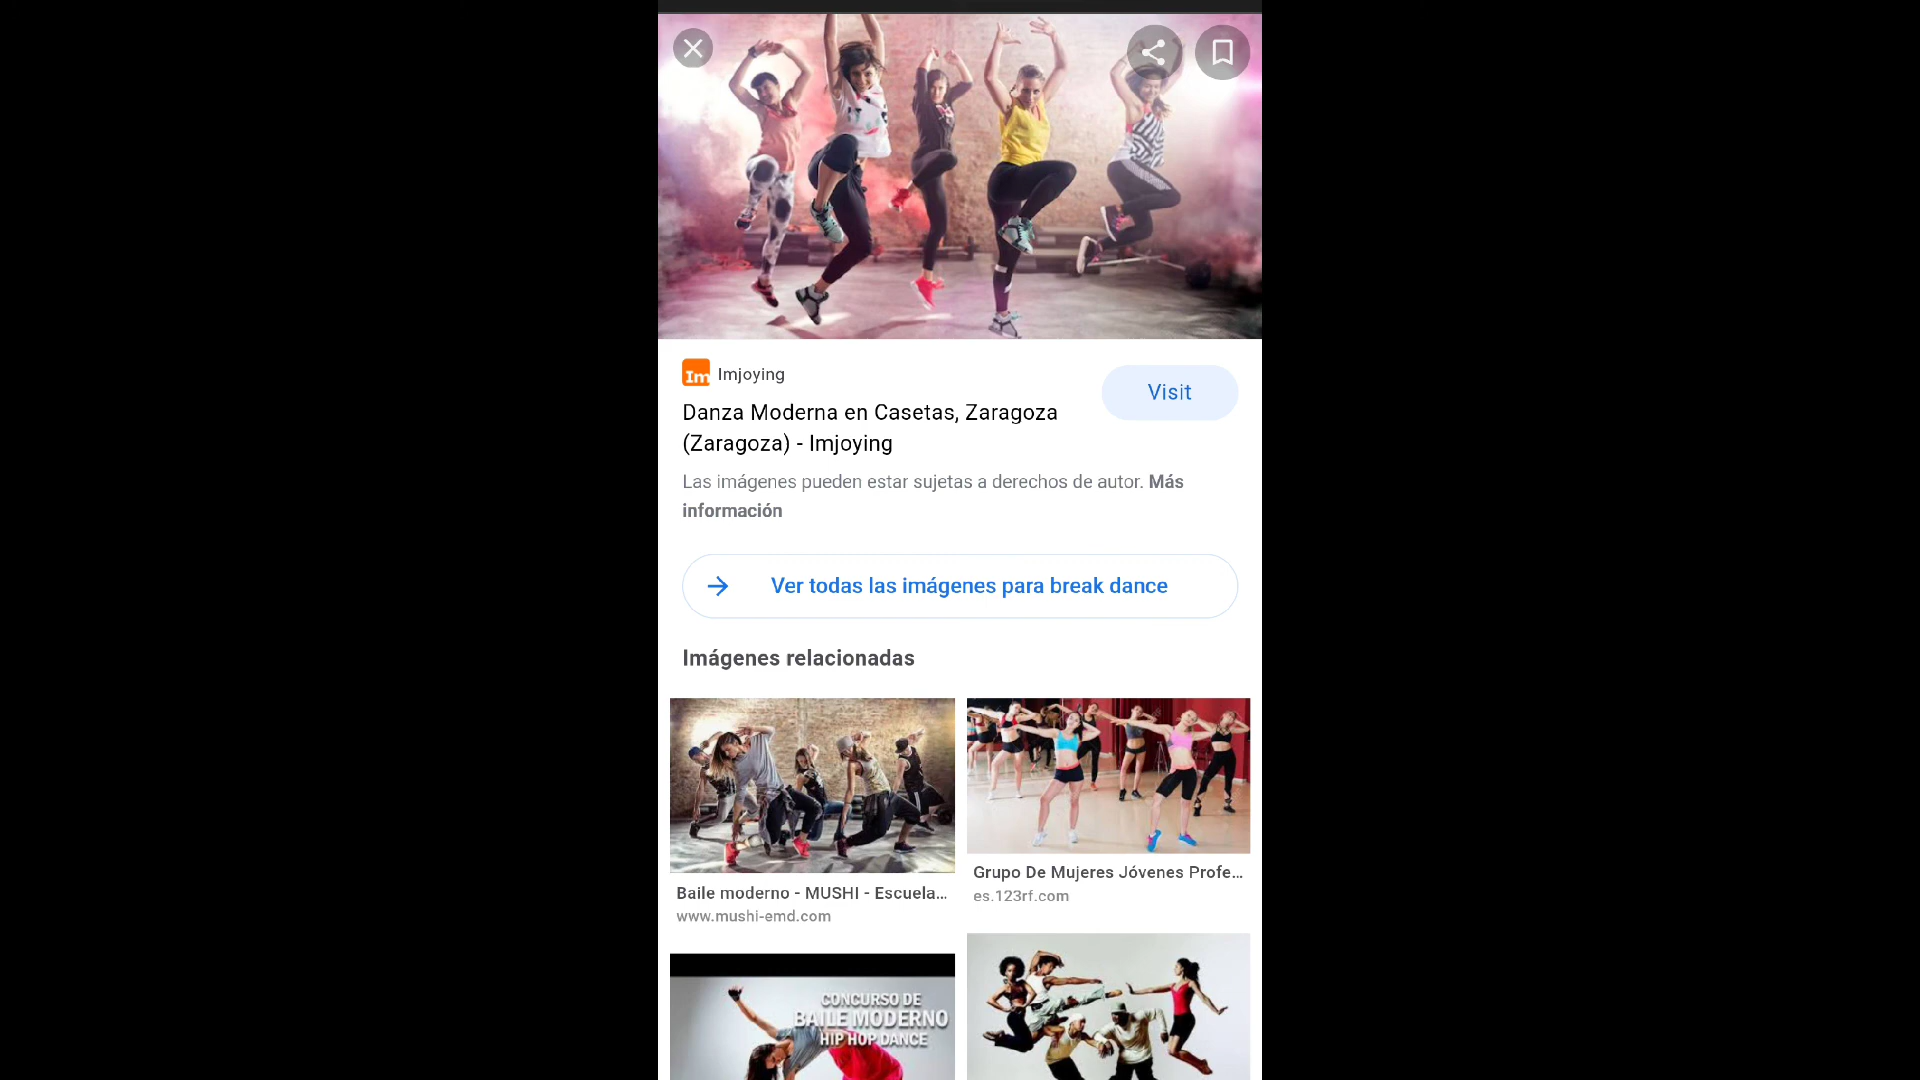 Im Imjoying
Visit
Danza Moderna en Casetas, Zaragoza
(Zaragoza) - Imjoying
Las imágenes pueden estar sujetas a derechos de autor. Más
información
Ver todas las imágenes para break dance
Imágenes relacionadas
Baile moderno - MUSHI - Escuela...
www.mushi-emd.com
Grupo De Mujeres Jóvenes Profe...
es.123rf.com
CONCURSO DE
BAILE MODERNO
HIP HOP DANCE